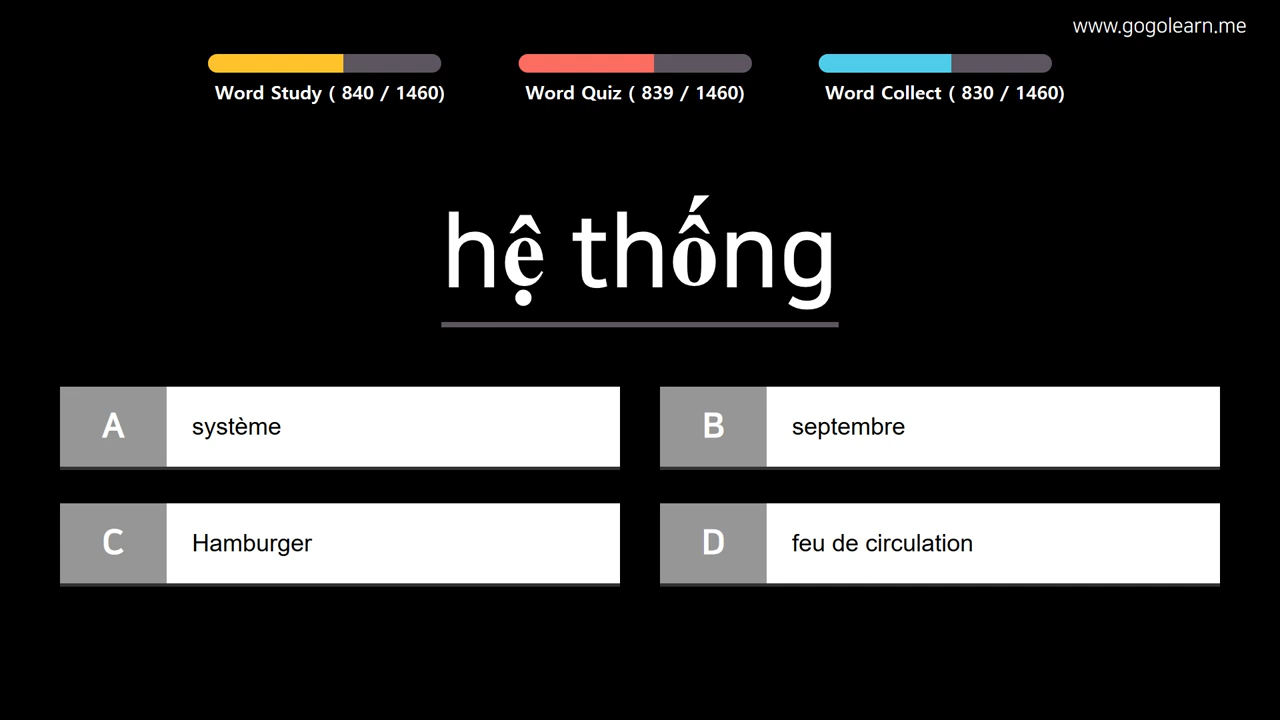 www.gogolearn.me
Word Study ( 840 / 1460)
Word Quiz ( 839 / 1460)
Word Collect ( 830 / 1460)
hệ thống
A système
B septembre
C Hamburger
D feu de circulation